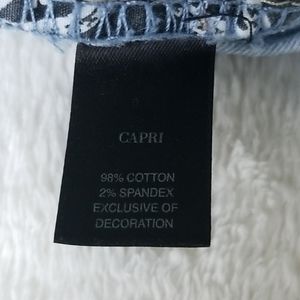 CAPRI
98% COTTON
2% SPANDEX
EXCLUSIVE OF
DECORATION